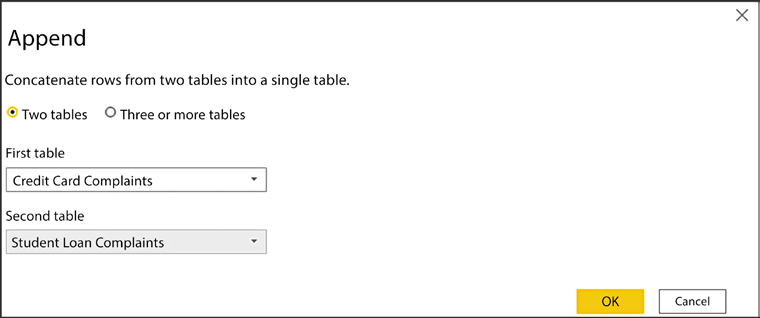 Append
Concatenate rows from two tables into a single table.
Two tables Three or more tables
First table
Credit Card Complaints
Second table
Student Loan Complaints
OK Cancel